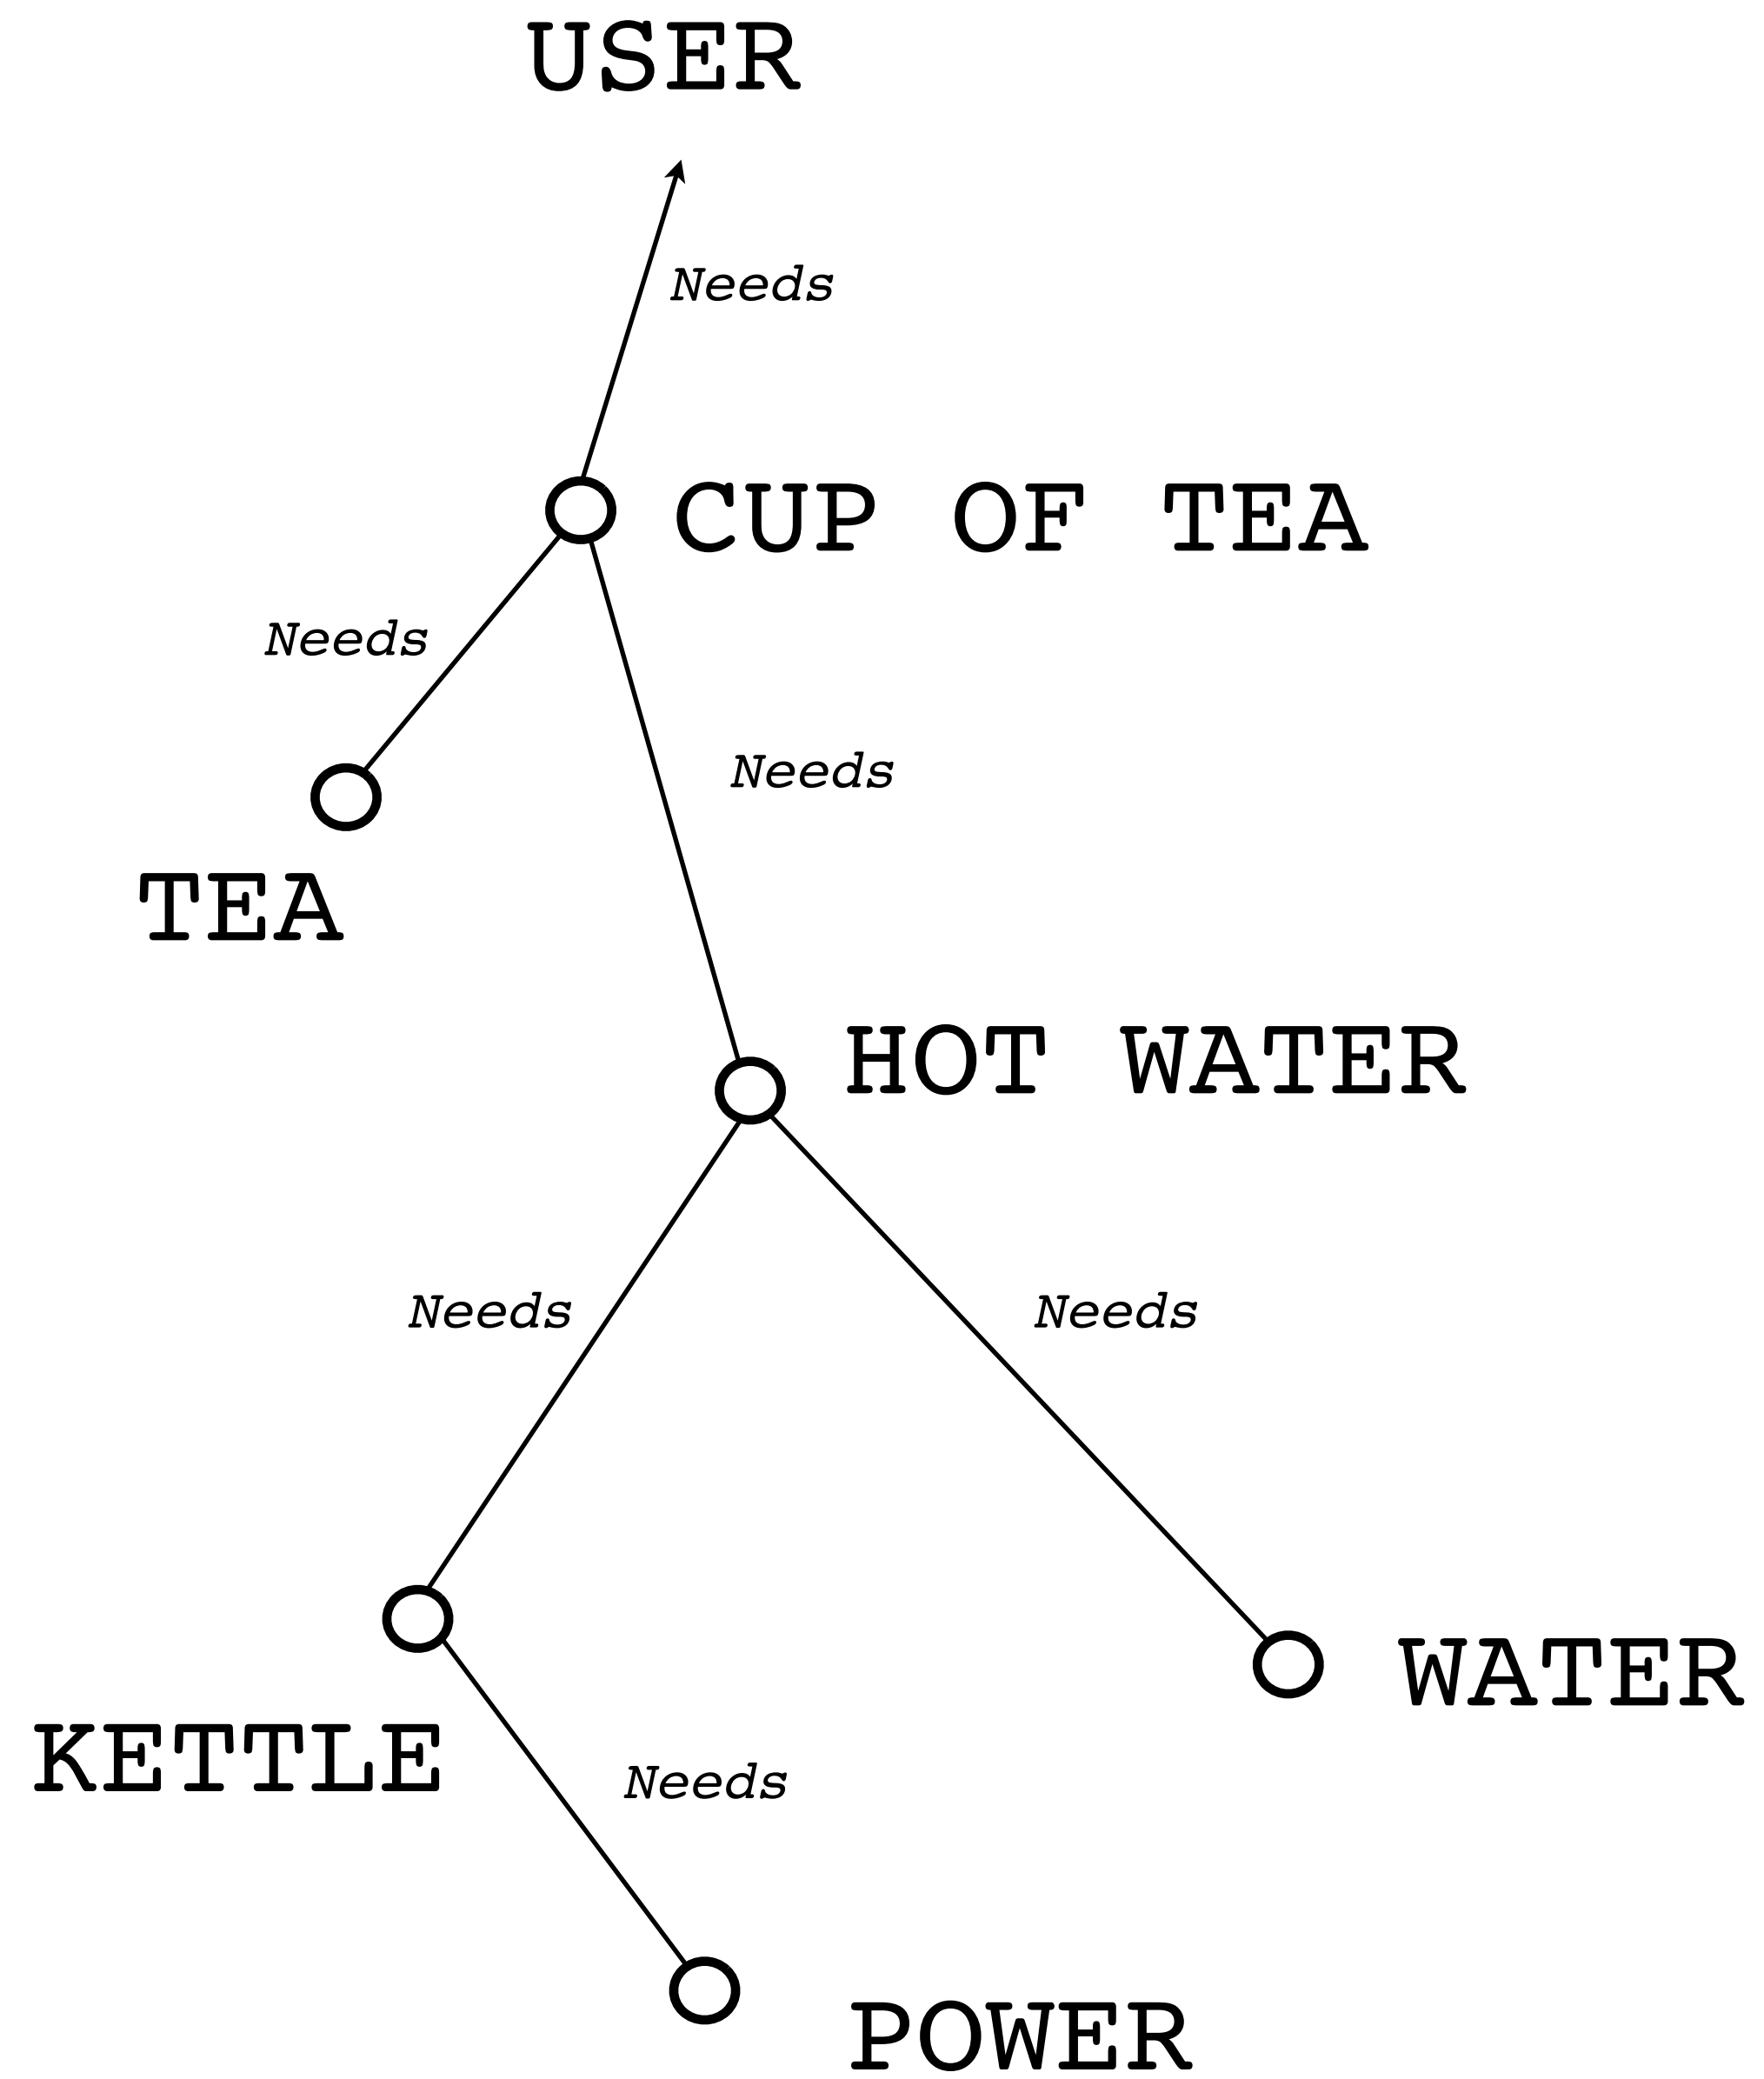 USER
Needs
CUP OF TEA
Needs
Needs
TEA
HOT WATER
Needs
Needs
WATER
KETTLE
Needs
POWER